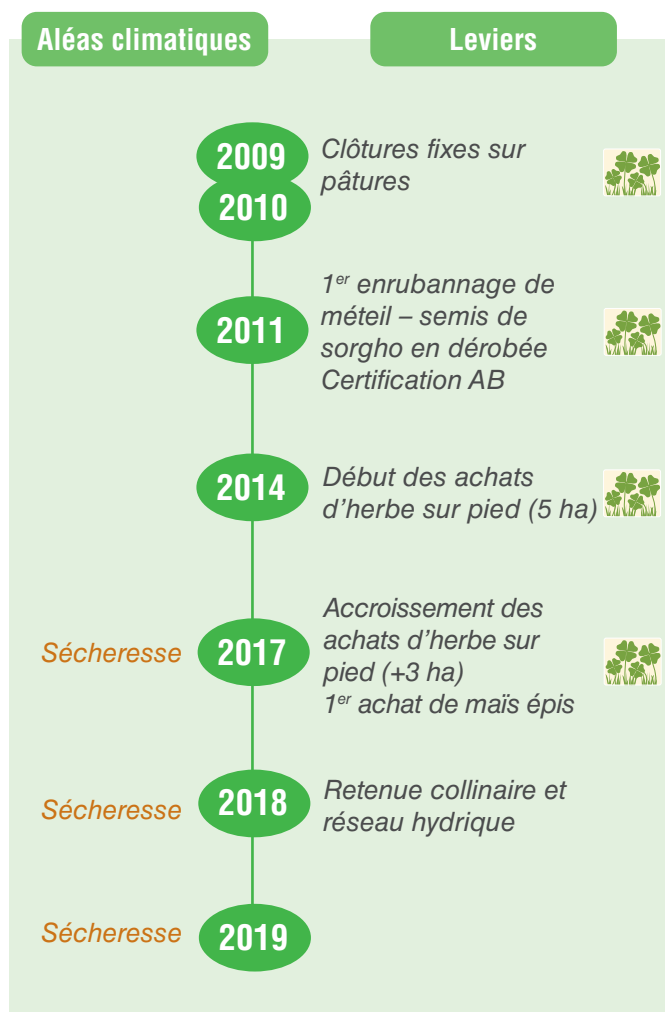 Aléas climatiques
Leviers
2009
2010
Clôtures fixes sur
pâtures
2011
1er enrubannage de
méteil – semis de
sorgho en dérobée
Certification AB
2014
Début des achats
d'herbe sur pied (5 ha)
Sécheresse
2017
Accroissement des
achats d'herbe sur
pied (+3 ha)
1er achat de maïs épis
Sécheresse
2018
Retenue collinaire et
réseau hydrique
Sécheresse
2019